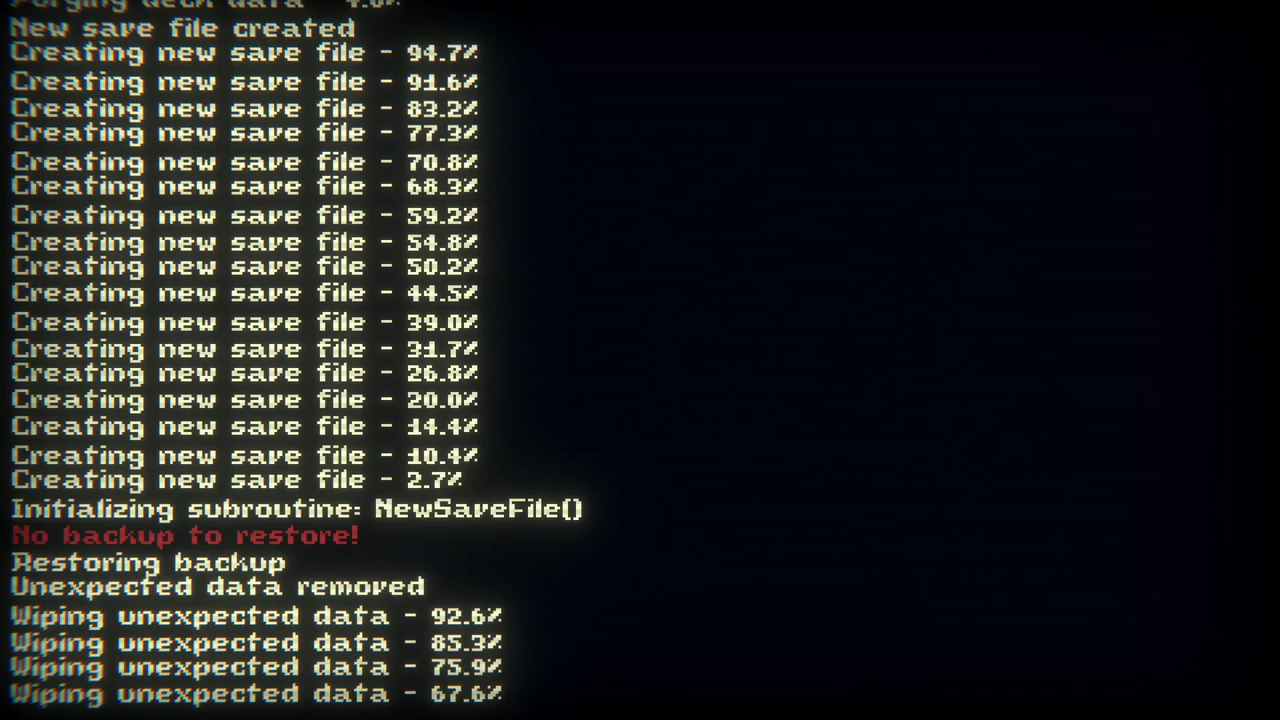 Purging deck data - 4.0%
New save file created
Creating new save file - 94.7%
Creating new save file - 91.6%
Creating new save file - 83.2%
Creating new save file - 77.3%
Creating new save file - 70.8%
Creating new save file - 68.3%
Creating new save file - 59.2%
Creating new save file - 54.8%
Creating new save file - 50.2%
Creating new save file - 44.5%
Creating new save file - 39.0%
Creating new save file - 31.7%
Creating new save file - 26.8%
Creating new save file - 20.0%
Creating new save file - 14.4%
Creating new save file - 10.4%
Creating new save file - 2.7%
Initializing subroutine: NewSaveFile()
No backup to restore!
Restoring backup
Unexpected data removed
Wiping unexpected data - 92.6%
Wiping unexpected data - 85.3%
Wiping unexpected data - 75.9%
Wiping unexpected data - 67.6%